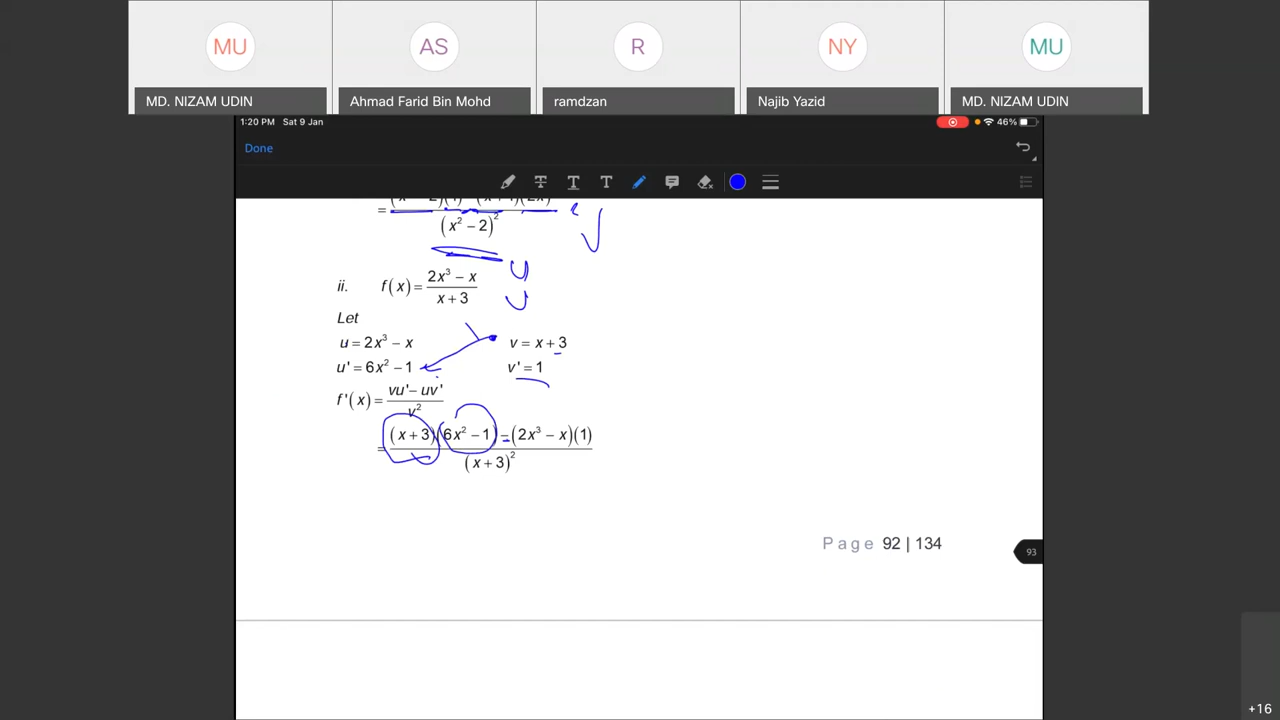 MU AS R NY MU
MD. NIZAM UDIN Ahmad Farid Bin Mohd ramdzan Najib Yazid MD. NIZAM UDIN
1:20 PM Sat 9 Jan 46%
Done
T T T
=
(x² − 2)²
u
v
ii. f(x) = (2x³ − x)/(x + 3)
Let
u = 2x³ − x v = x + 3
u' = 6x² − 1 v' = 1
f'(x) = (vu' − uv')/v²
= ((x + 3)(6x² − 1) − (2x³ − x)(1))/(x + 3)²
Page 92 | 134
93
+16